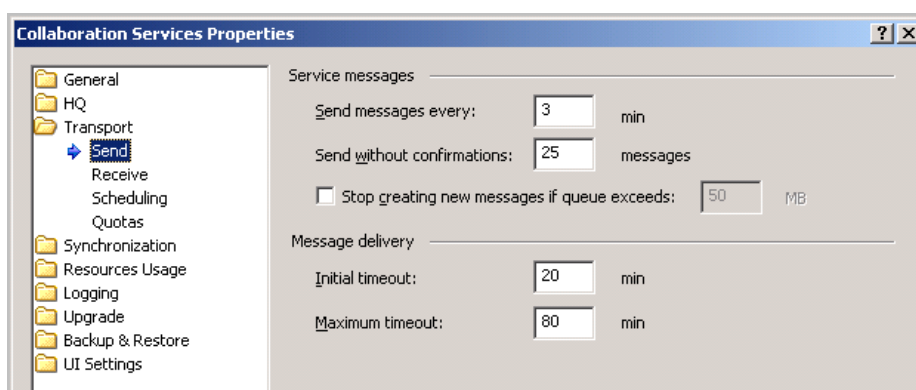 Collaboration Services Properties
General
HQ
Transport
Send
Receive
Scheduling
Quotas
Synchronization
Resources Usage
Logging
Upgrade
Backup & Restore
UI Settings
Service messages
Send messages every: 3 min
Send without confirmations: 25 messages
Stop creating new messages if queue exceeds: 50 MB
Message delivery
Initial timeout: 20 min
Maximum timeout: 80 min